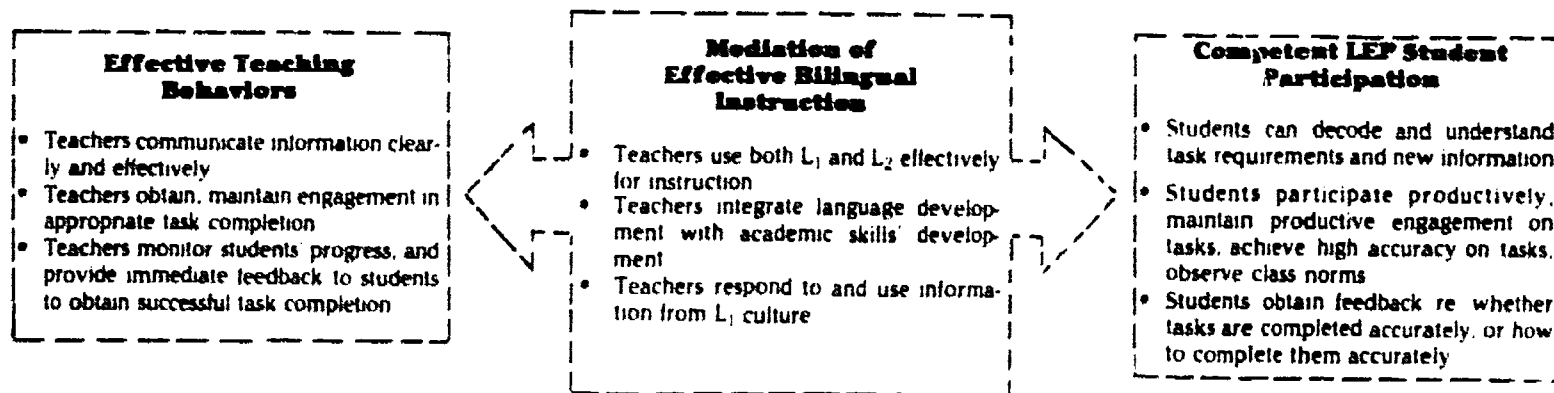 Effective Teaching
Behaviors
• Teachers communicate information clear-
ly and effectively
• Teachers obtain, maintain engagement in
appropriate task completion
• Teachers monitor students' progress, and
provide immediate feedback to students
to obtain successful task completion
Mediation of
Effective Bilingual
Instruction
• Teachers use both L₁ and L₂ effectively
for instruction
• Teachers integrate language develop-
ment with academic skills' develop-
ment
• Teachers respond to and use informa-
tion from L₁ culture
Competent LEP Student
Participation
• Students can decode and understand
task requirements and new information
• Students participate productively,
maintain productive engagement on
tasks, achieve high accuracy on tasks,
observe class norms
• Students obtain feedback re whether
tasks are completed accurately, or how
to complete them accurately